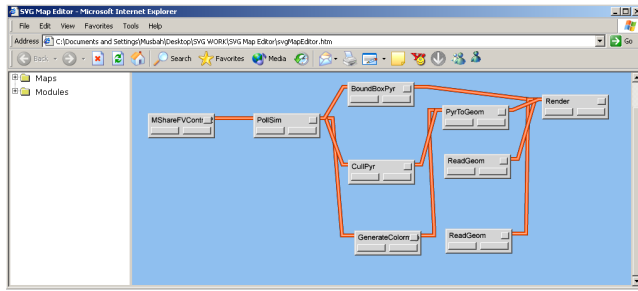 SVG Map Editor - Microsoft Internet Explorer
File Edit View Favorites Tools Help
Address C:\Documents and Settings\Musbah\Desktop\SVG WORK\SVG Map Editor\svgMapEditor.htm Go
Back Search Favorites Media
Maps
Modules
BoundBoxPyr
Render
PyrToGeom
MShareFVContr
PollSim
ReadGeom
CullPyr
GenerateColorm
ReadGeom